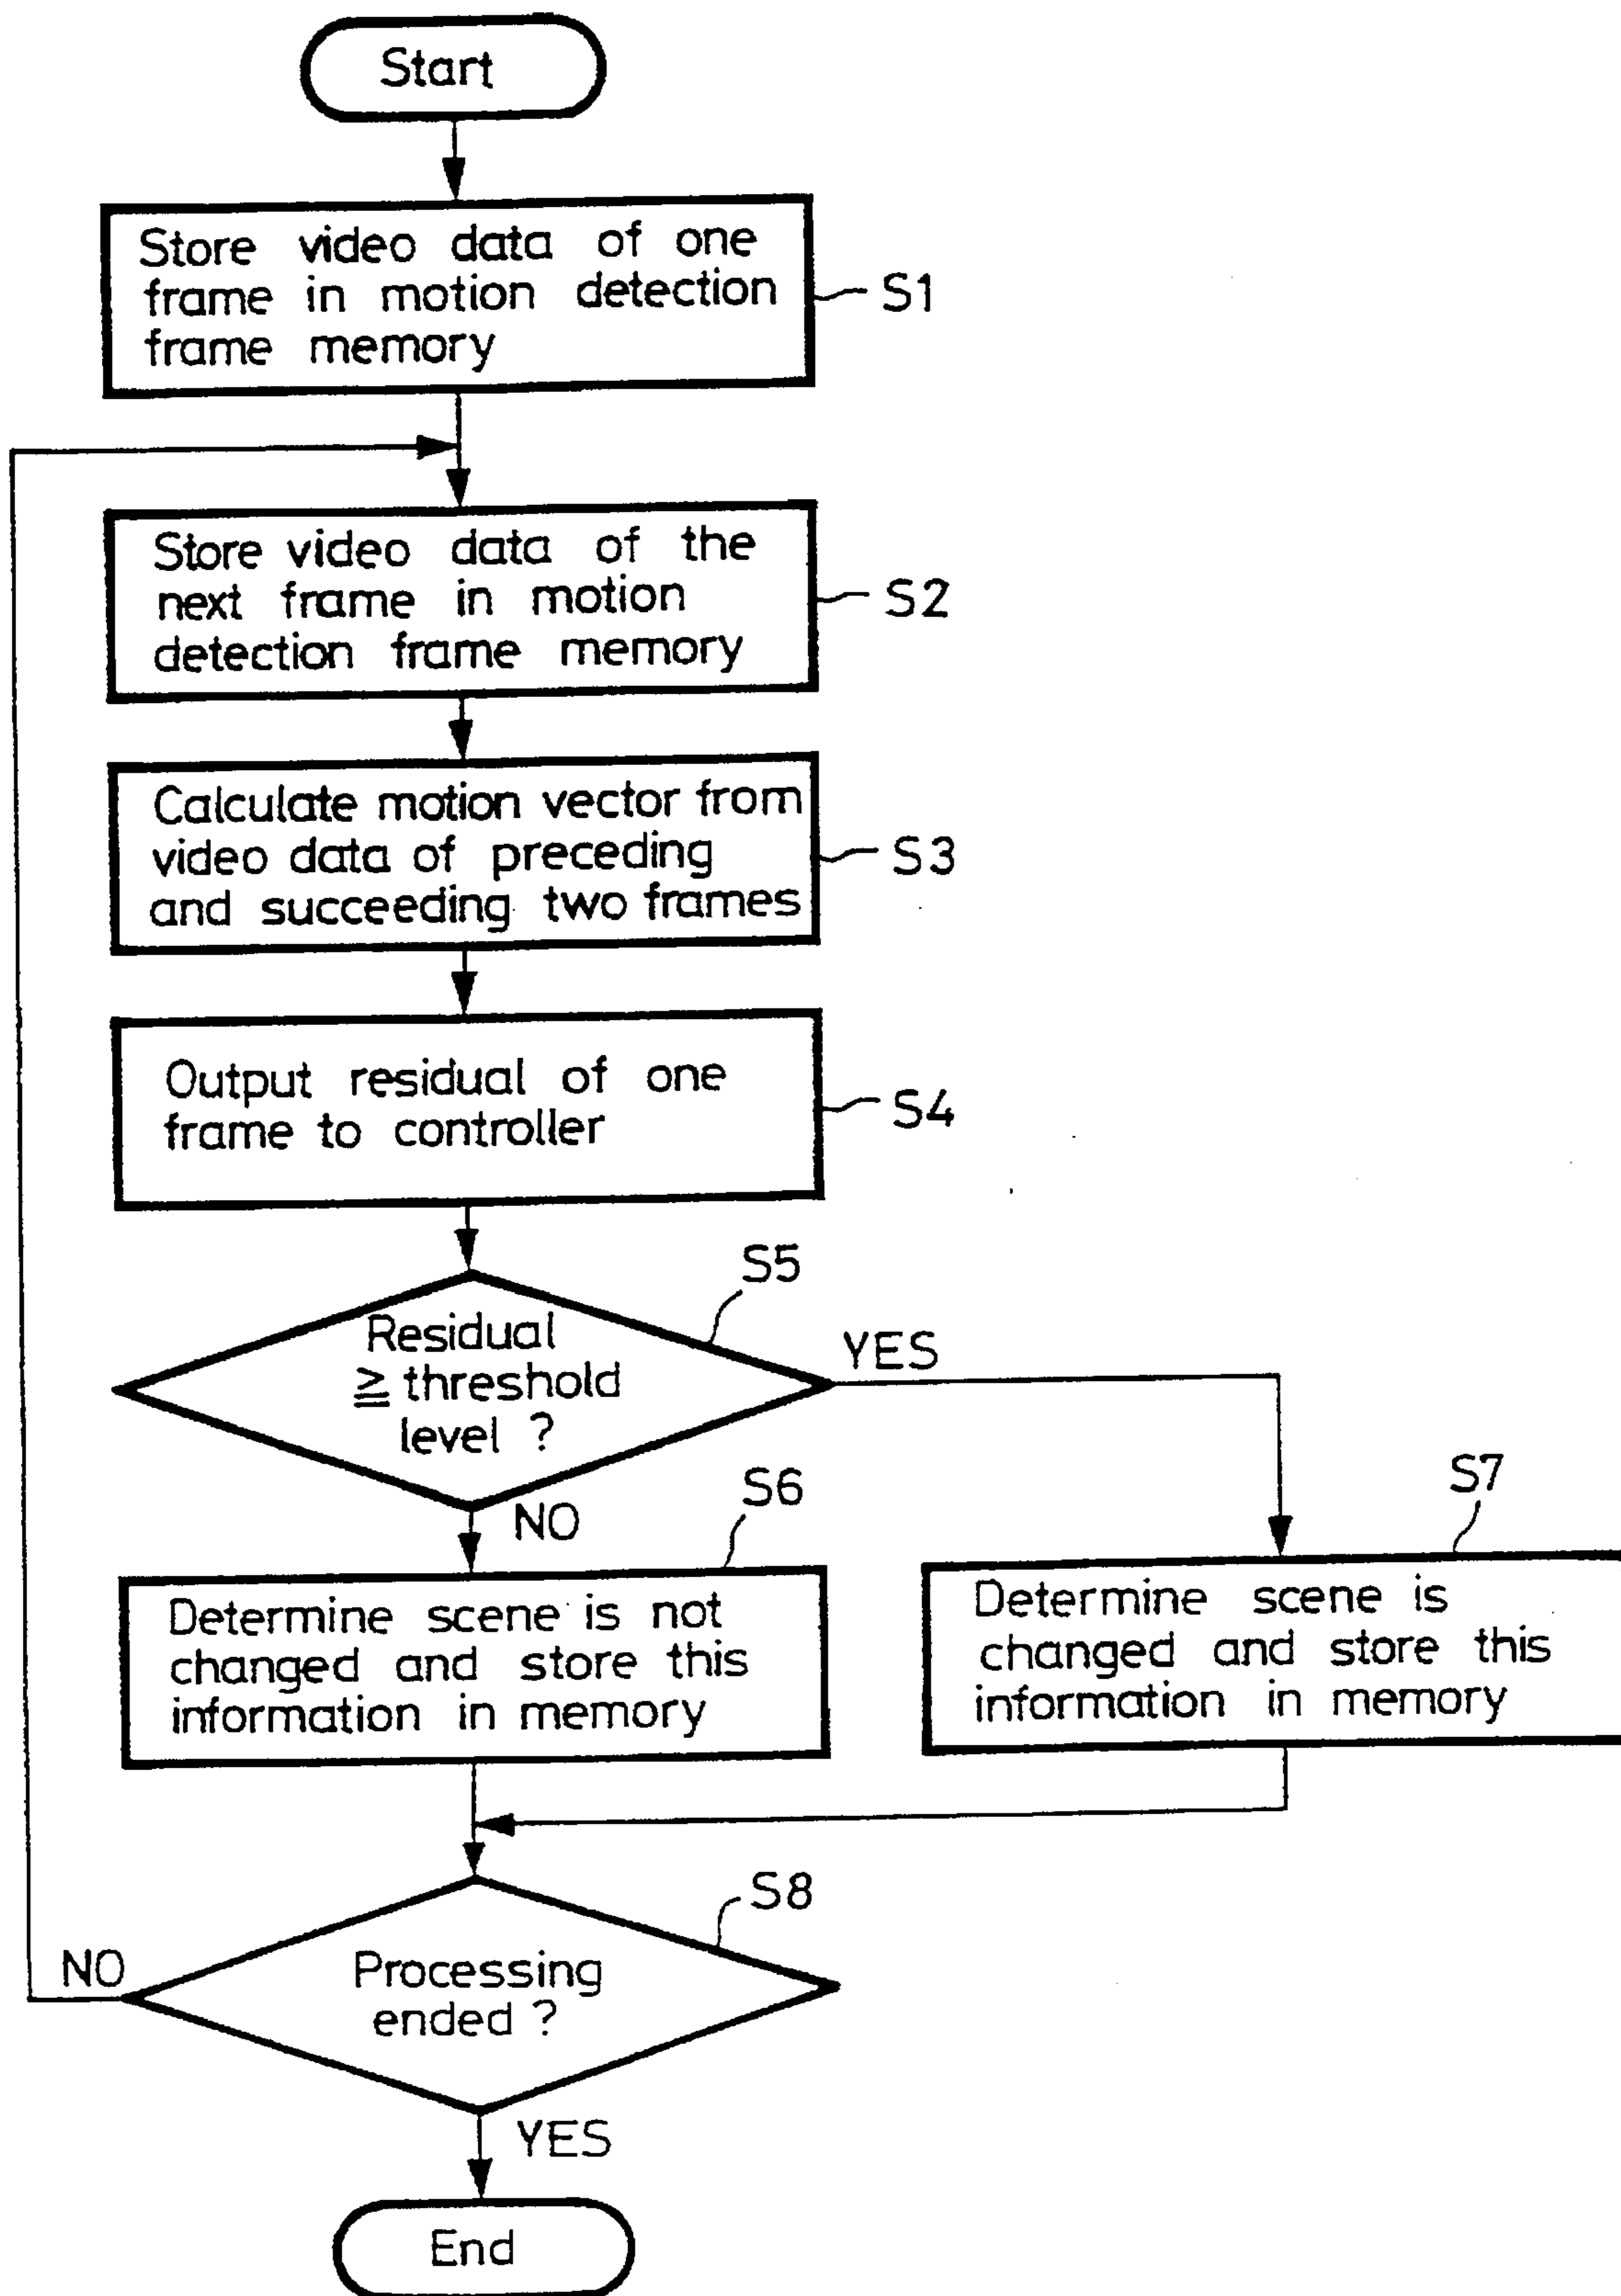 Start
Store video data of one
frame in motion detection
frame memory
S1
Store video data of the
next frame in motion
detection frame memory
S2
Calculate motion vector from
video data of preceding
and succeeding two frames
S3
Output residual of one
frame to controller
S4
S5
Residual
≧ threshold
level ?
YES
NO
S6
Determine scene is not
changed and store this
information in memory
S7
Determine scene is
changed and store this
information in memory
S8
Processing
ended ?
NO
YES
End